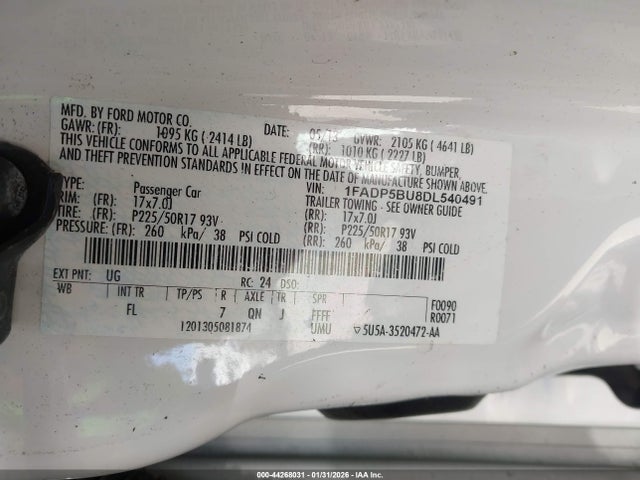 MFD. BY FORD MOTOR CO.
DATE: 05/13 GVWR: 2105 KG ( 4641 LB)
GAWR: (FR): 1095 KG ( 2414 LB) (RR): 1010 KG ( 2227 LB)
THIS VEHICLE CONFORMS TO ALL APPLICABLE FEDERAL MOTOR VEHICLE SAFETY, BUMPER,
AND THEFT PREVENTION STANDARDS IN EFFECT ON THE DATE OF MANUFACTURE SHOWN ABOVE.
VIN: 1FADP5BU8DL540491
TYPE: Passenger Car TRAILER TOWING - SEE OWNER GUIDE
RIM: (FR): 17x7.0J (RR): 17x7.0J
TIRE: (FR): P225/50R17 93V (RR): P225/50R17 93V
PRESSURE: (FR): 260 kPa/ 38 PSI COLD (RR): 260 kPa/ 38 PSI COLD
EXT PNT: UG RC: 24 DSO:
WB INT TR TP/PS R AXLE TR SPR F0090
FL 7 QN J FFFF R0071
1201305081874 UMU 5U5A-3520472-AA
000-44268031 - 01/31/2026 - IAA Inc.